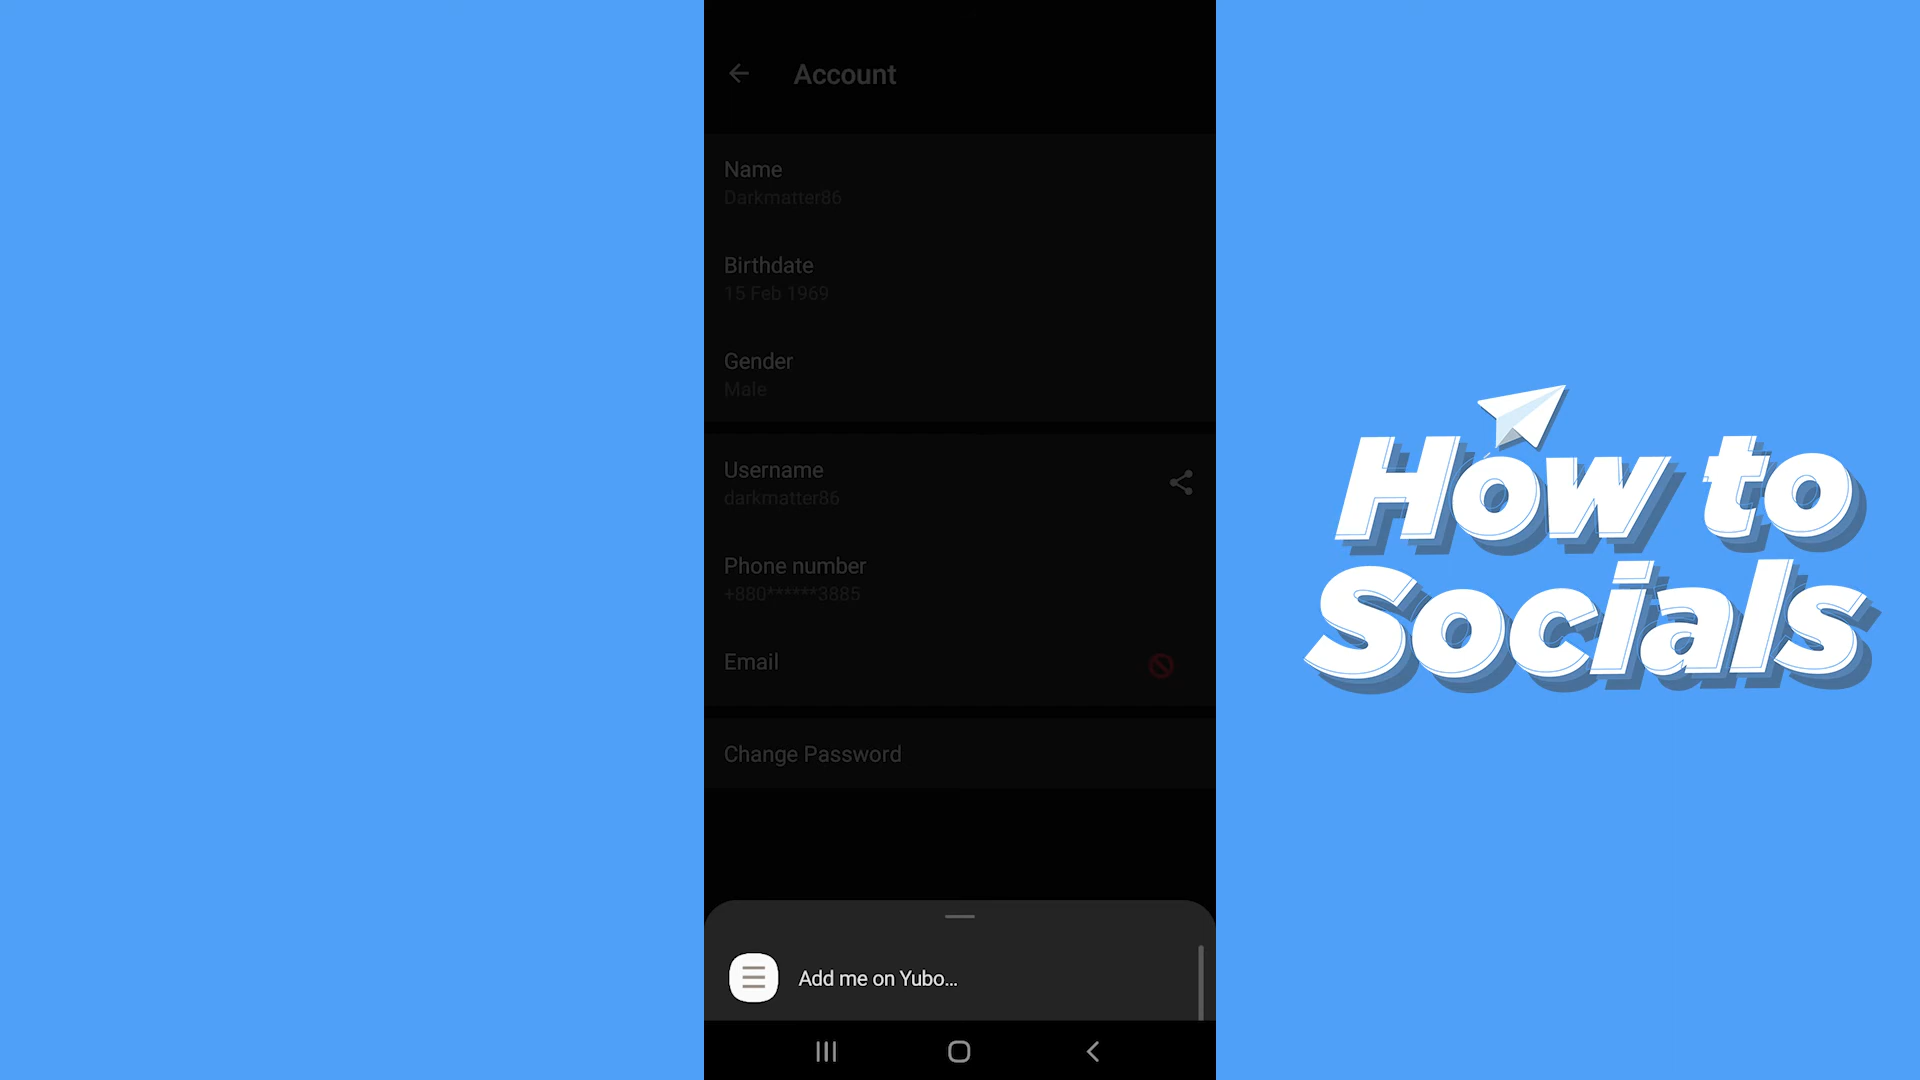 Account
Name
Darkmatter86
Birthdate
15 Feb 1969
Gender
Male
Username
darkmatter86
Phone number
+880******3885
Email
Change Password
Add me on Yubo...
How to
Socials